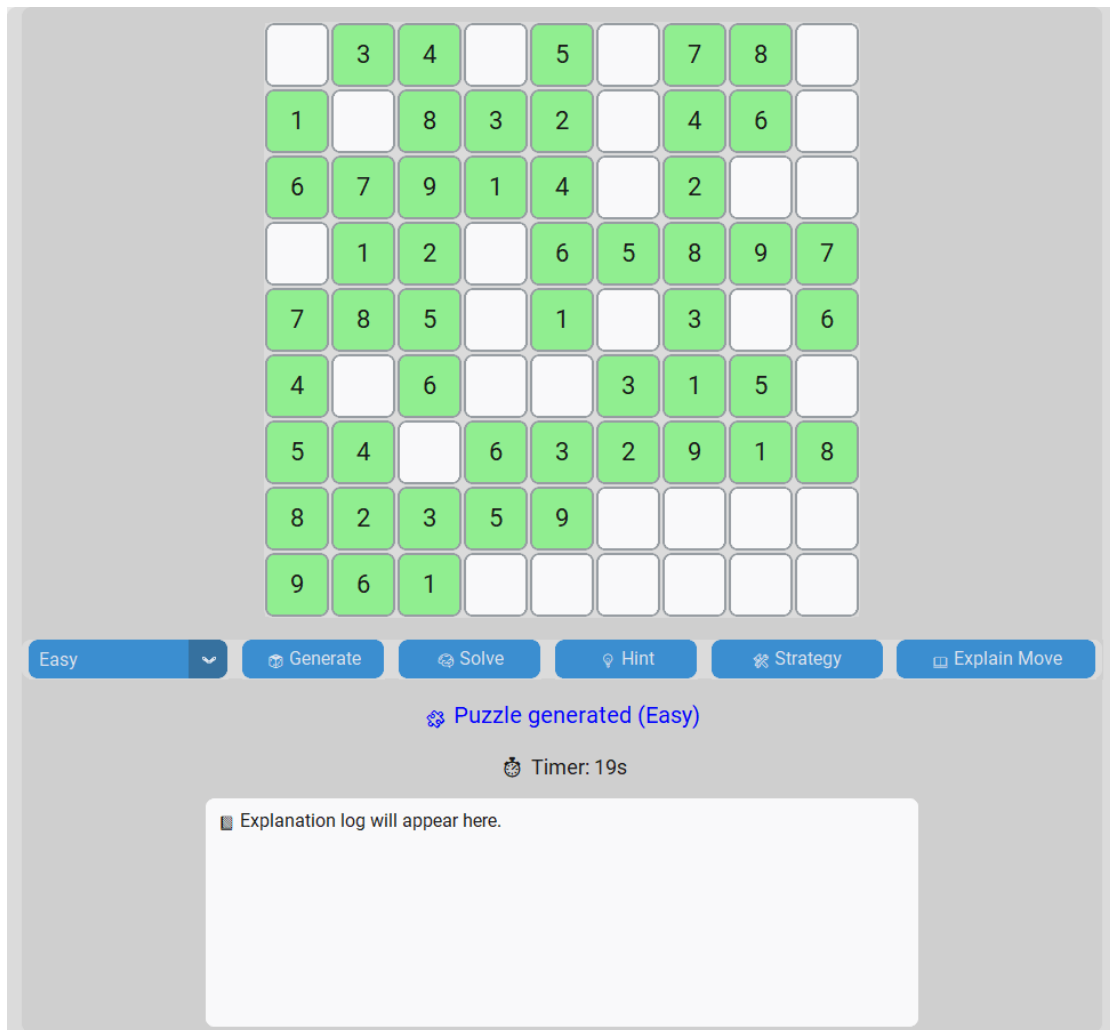 3 4 5 7 8
1 8 3 2 4 6
6 7 9 1 4 2
1 2 6 5 8 9 7
7 8 5 1 3 6
4 6 3 1 5
5 4 6 3 2 9 1 8
8 2 3 5 9
9 6 1
Easy Generate Solve Hint Strategy Explain Move
Puzzle generated (Easy)
Timer: 19s
Explanation log will appear here.